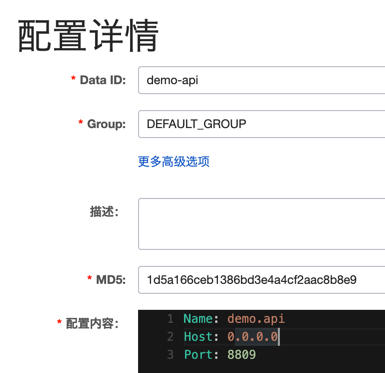 配置详情
* Data ID: demo-api
* Group: DEFAULT_GROUP
更多高级选项
描述:
* MD5: 1d5a166ceb1386bd3e4a4cf2aac8b8e9
* 配置内容: 1 Name: demo.api
2 Host: 0.0.0.0
3 Port: 8809